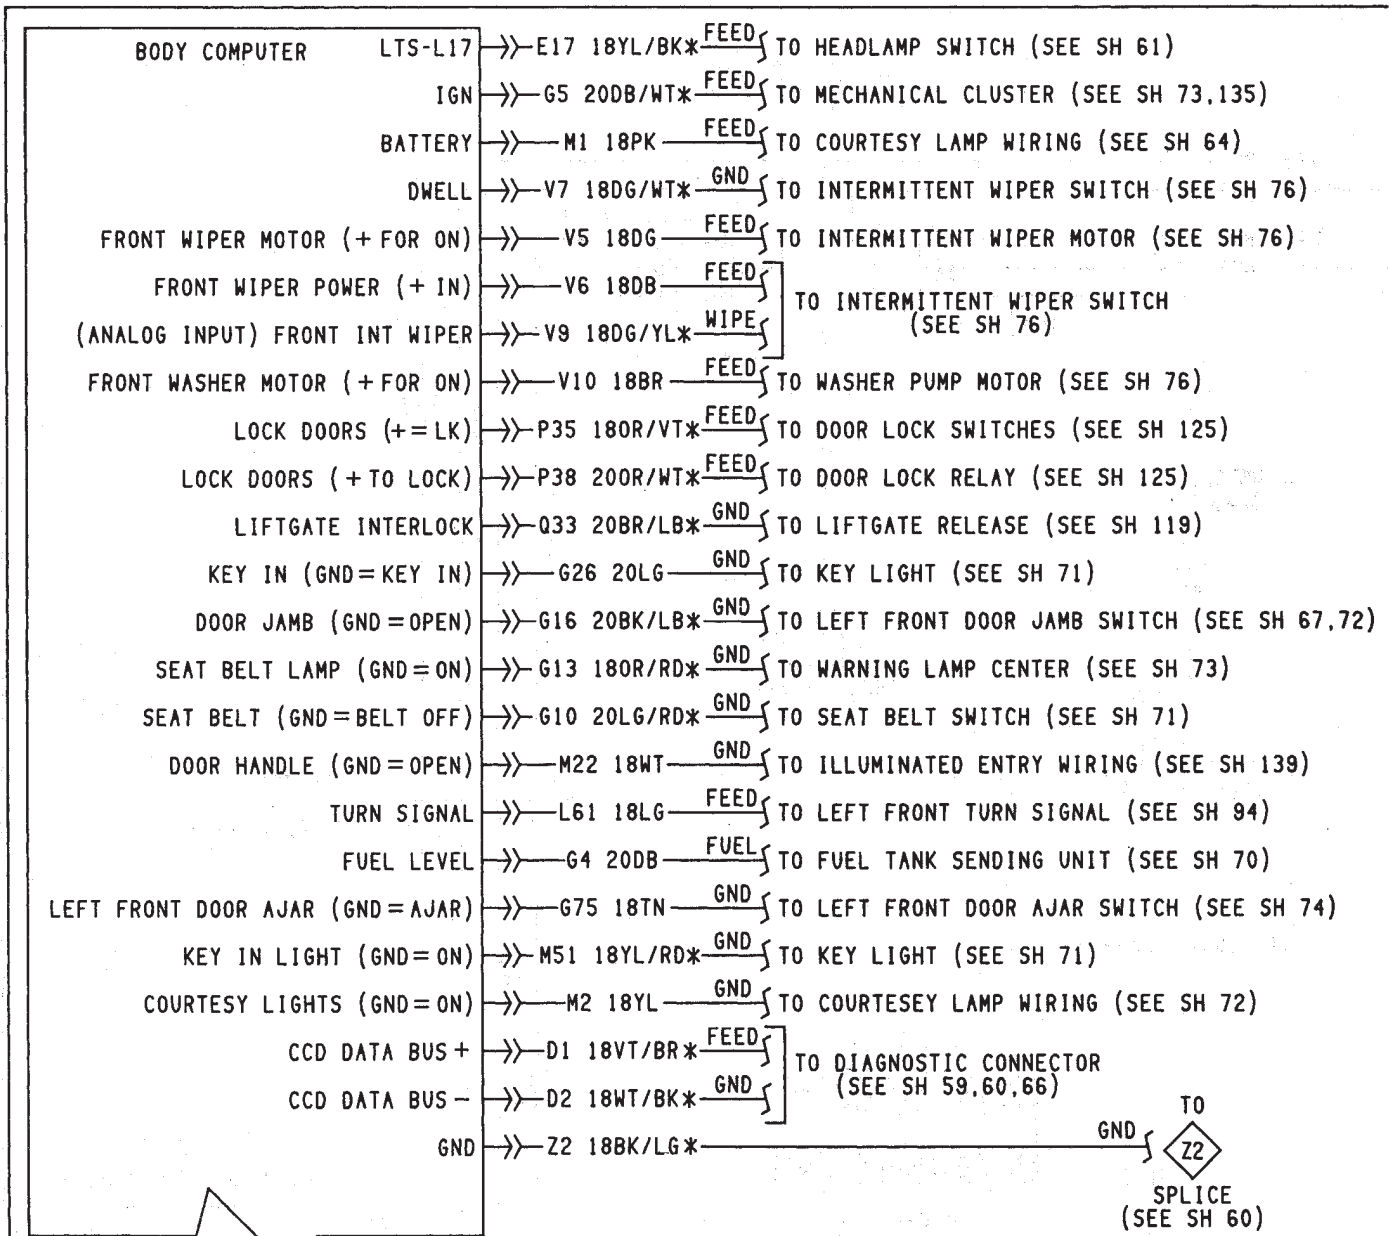 BODY COMPUTER LTS-L17 E17 18YL/BK* FEED TO HEADLAMP SWITCH (SEE SH 61)
IGN G5 20DB/WT* FEED TO MECHANICAL CLUSTER (SEE SH 73,135)
BATTERY M1 18PK FEED TO COURTESY LAMP WIRING (SEE SH 64)
DWELL V7 18DG/WT* GND TO INTERMITTENT WIPER SWITCH (SEE SH 76)
FRONT WIPER MOTOR (+ FOR ON) V5 18DG FEED TO INTERMITTENT WIPER MOTOR (SEE SH 76)
FRONT WIPER POWER (+ IN) V6 18DB FEED
TO INTERMITTENT WIPER SWITCH
(SEE SH 76)
(ANALOG INPUT) FRONT INT WIPER V9 18DG/YL* WIPE
FRONT WASHER MOTOR (+ FOR ON) V10 18BR FEED TO WASHER PUMP MOTOR (SEE SH 76)
LOCK DOORS (+=LK) P35 18OR/VT* FEED TO DOOR LOCK SWITCHES (SEE SH 125)
LOCK DOORS (+ TO LOCK) P38 20OR/WT* FEED TO DOOR LOCK RELAY (SEE SH 125)
LIFTGATE INTERLOCK Q33 20BR/LB* GND TO LIFTGATE RELEASE (SEE SH 119)
KEY IN (GND=KEY IN) G26 20LG GND TO KEY LIGHT (SEE SH 71)
DOOR JAMB (GND=OPEN) G16 20BK/LB* GND TO LEFT FRONT DOOR JAMB SWITCH (SEE SH 67,72)
SEAT BELT LAMP (GND=ON) G13 18OR/RD* GND TO WARNING LAMP CENTER (SEE SH 73)
SEAT BELT (GND=BELT OFF) G10 20LG/RD* GND TO SEAT BELT SWITCH (SEE SH 71)
DOOR HANDLE (GND=OPEN) M22 18WT GND TO ILLUMINATED ENTRY WIRING (SEE SH 139)
TURN SIGNAL L61 18LG FEED TO LEFT FRONT TURN SIGNAL (SEE SH 94)
FUEL LEVEL G4 20DB FUEL TO FUEL TANK SENDING UNIT (SEE SH 70)
LEFT FRONT DOOR AJAR (GND=AJAR) G75 18TN GND TO LEFT FRONT DOOR AJAR SWITCH (SEE SH 74)
KEY IN LIGHT (GND=ON) M51 18YL/RD* GND TO KEY LIGHT (SEE SH 71)
COURTESY LIGHTS (GND=ON) M2 18YL GND TO COURTESEY LAMP WIRING (SEE SH 72)
CCD DATA BUS + D1 18VT/BR* FEED
TO DIAGNOSTIC CONNECTOR
(SEE SH 59,60,66)
CCD DATA BUS - D2 18WT/BK* GND
GND Z2 18BK/LG* GND
TO
Z2
SPLICE
(SEE SH 60)